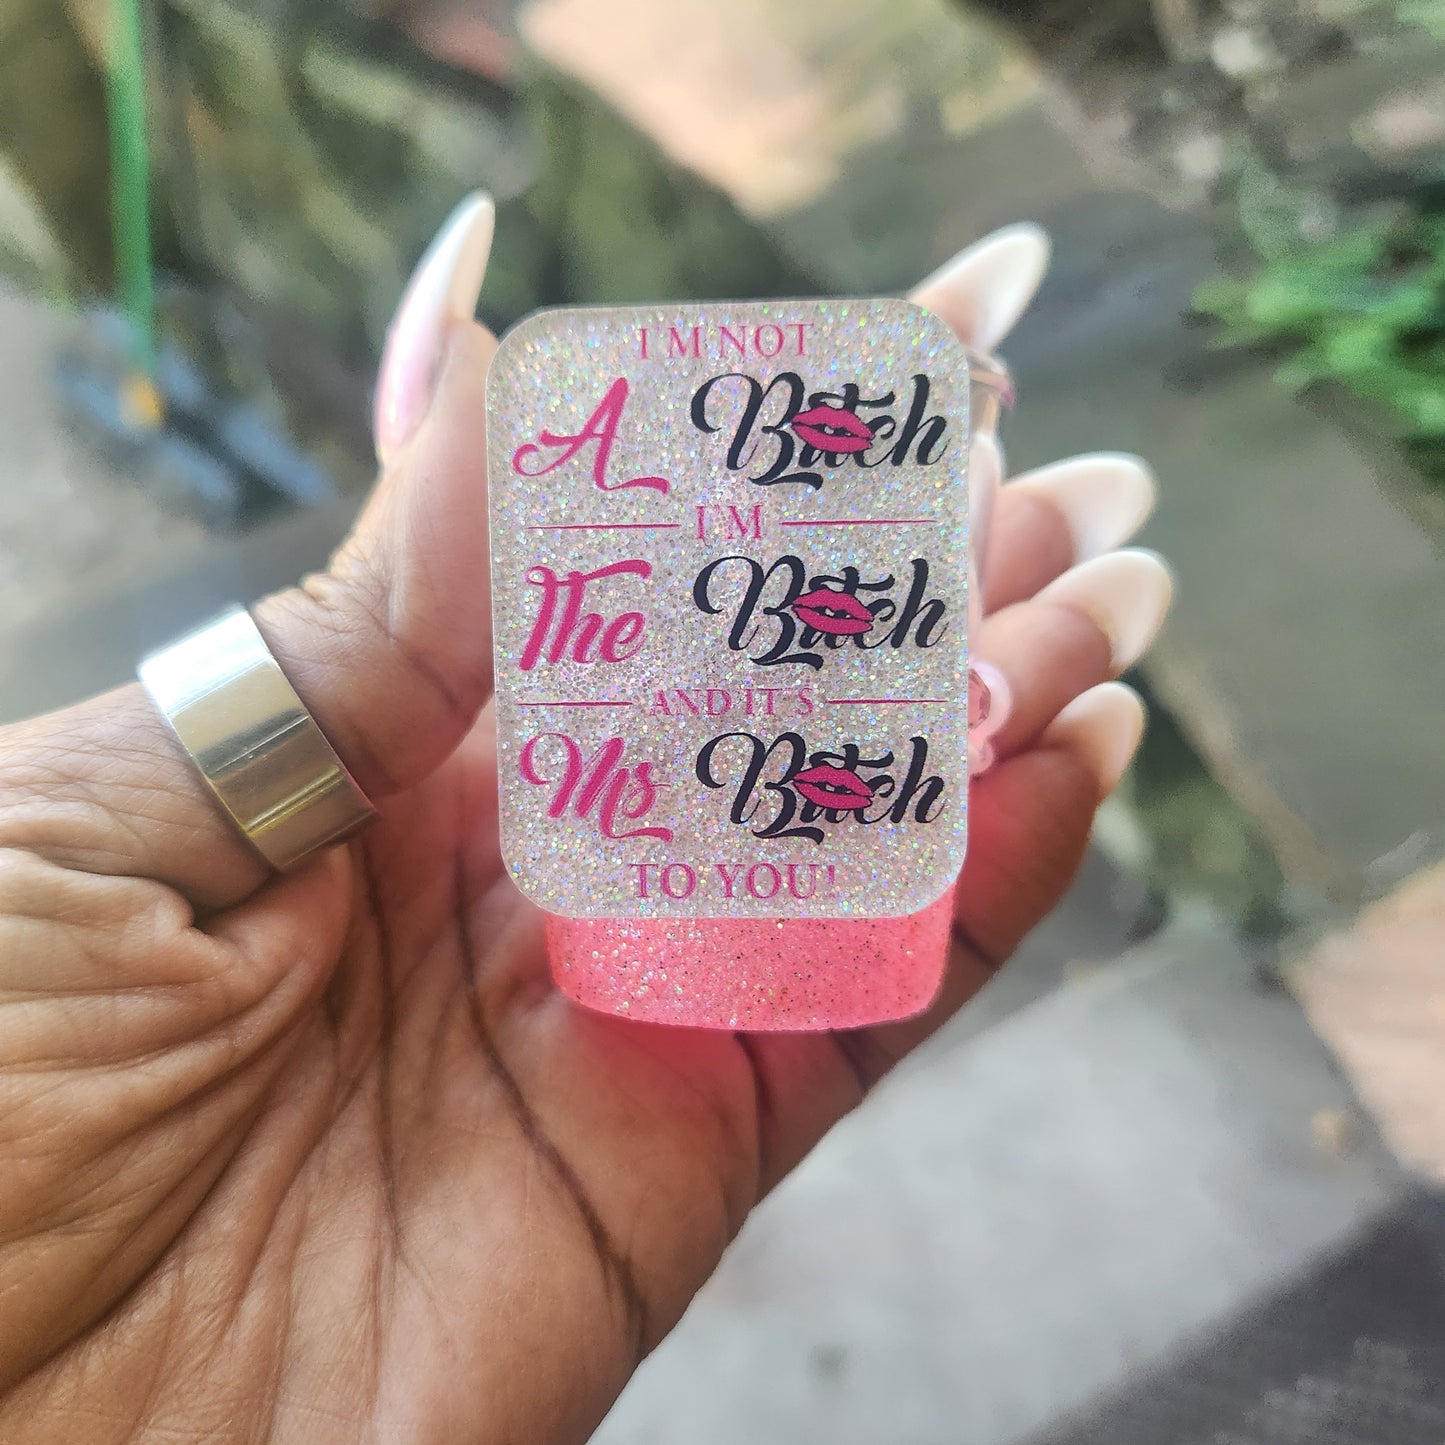 I'M NOT
A Bitch
I'M
The Bitch
AND IT'S
Ms Bitch
TO YOU!